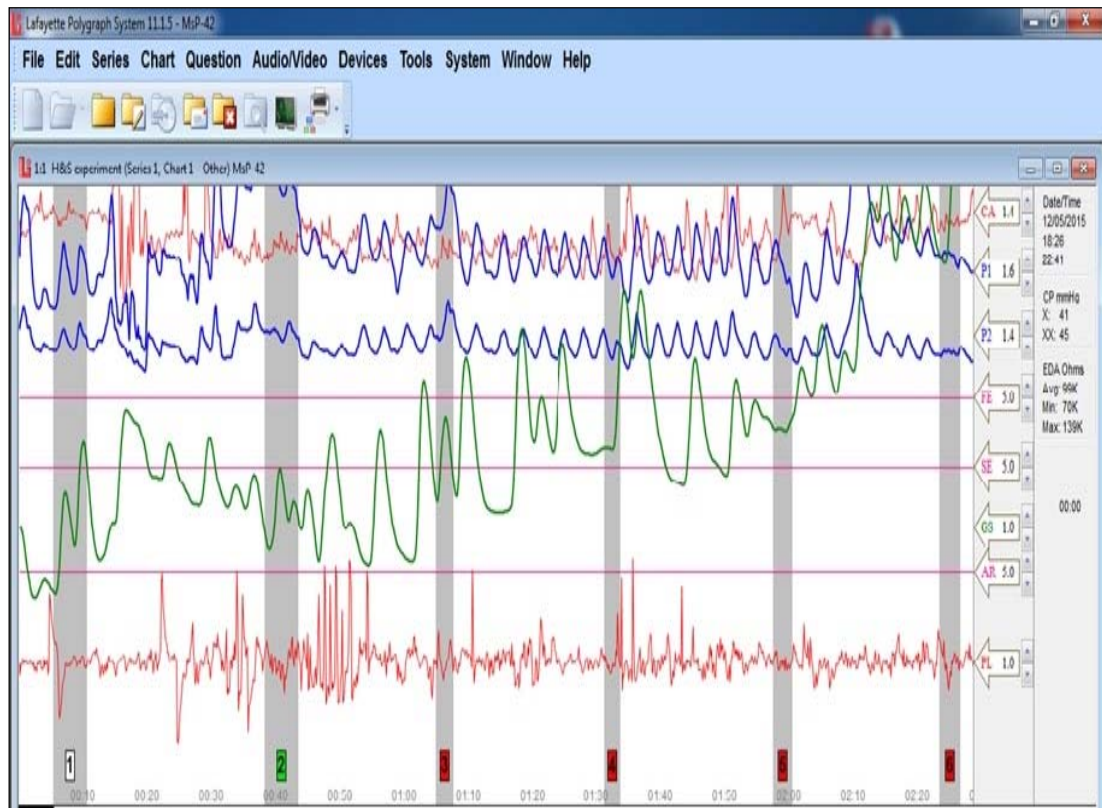 Lafayette Polygraph System 11.1.5 - MsP-42
File Edit Series Chart Question Audio/Video Devices Tools System Window Help
1:1 H&S experiment (Series 1, Chart 1 - Other) MsP 42
CA 1.4
P1 1.6
P2 1.4
FE 5.0
SE 5.0
GS 1.0
AR 5.0
PL 1.0
Date/Time
12/05/2015
18:26
22:41
CP mmHg
X: 41
XX: 45
EDA Ohms
Avg: 99K
Min: 70K
Max: 139K
00:00
1 2 3 4 5 6
00:10 00:20 00:30 00:40 00:50 01:00 01:10 01:20 01:30 01:40 01:50 02:00 02:10 02:20